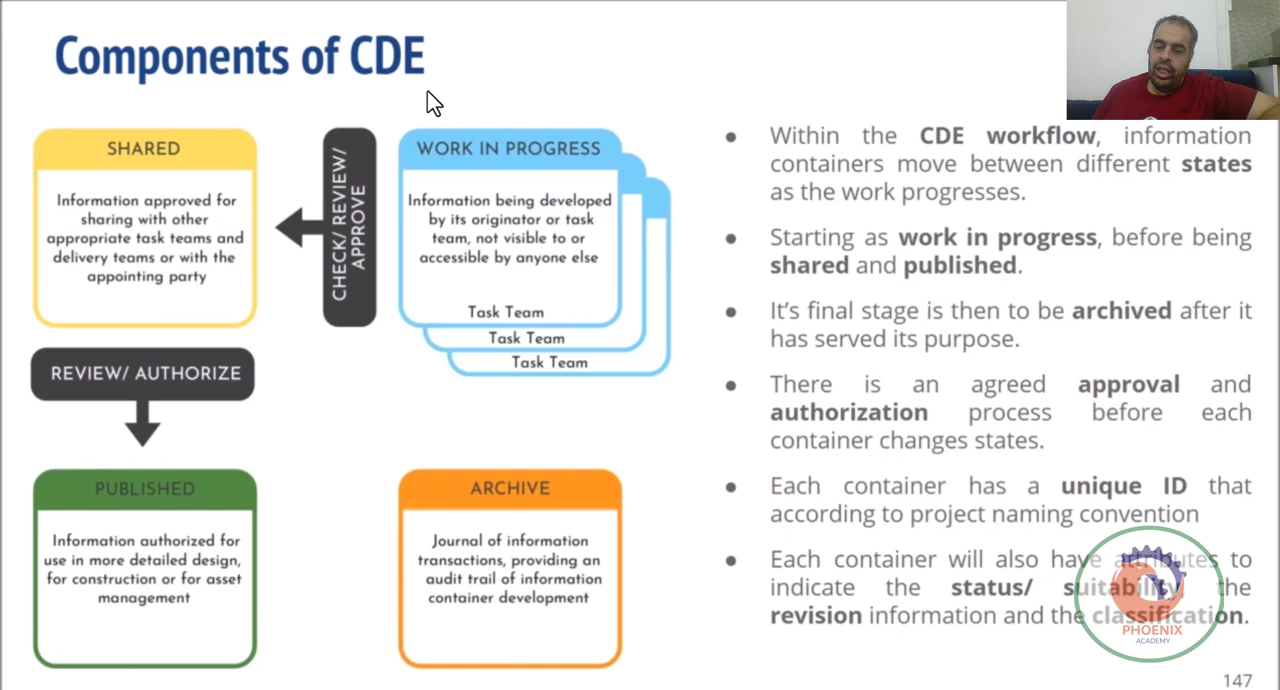 Components of CDE
SHARED
Information approved for
sharing with other
appropriate task teams and
delivery teams or with the
appointing party
CHECK/ REVIEW/
APPROVE
WORK IN PROGRESS
Information being developed
by its originator or task
team, not visible to or
accessible by anyone else
Task Team
Task Team
Task Team
REVIEW/ AUTHORIZE
PUBLISHED
Information authorized for
use in more detailed design,
for construction or for asset
management
ARCHIVE
Journal of information
transactions, providing an
audit trail of information
container development
● Within the CDE workflow, information
containers move between different states
as the work progresses.
● Starting as work in progress, before being
shared and published.
● It’s final stage is then to be archived after it
has served its purpose.
● There is an agreed approval and
authorization process before each
container changes states.
● Each container has a unique ID that
according to project naming convention
● Each container will also have attributes to
indicate the status/ suitability, the
revision information and the classification.
PHOENIX
ACADEMY
147